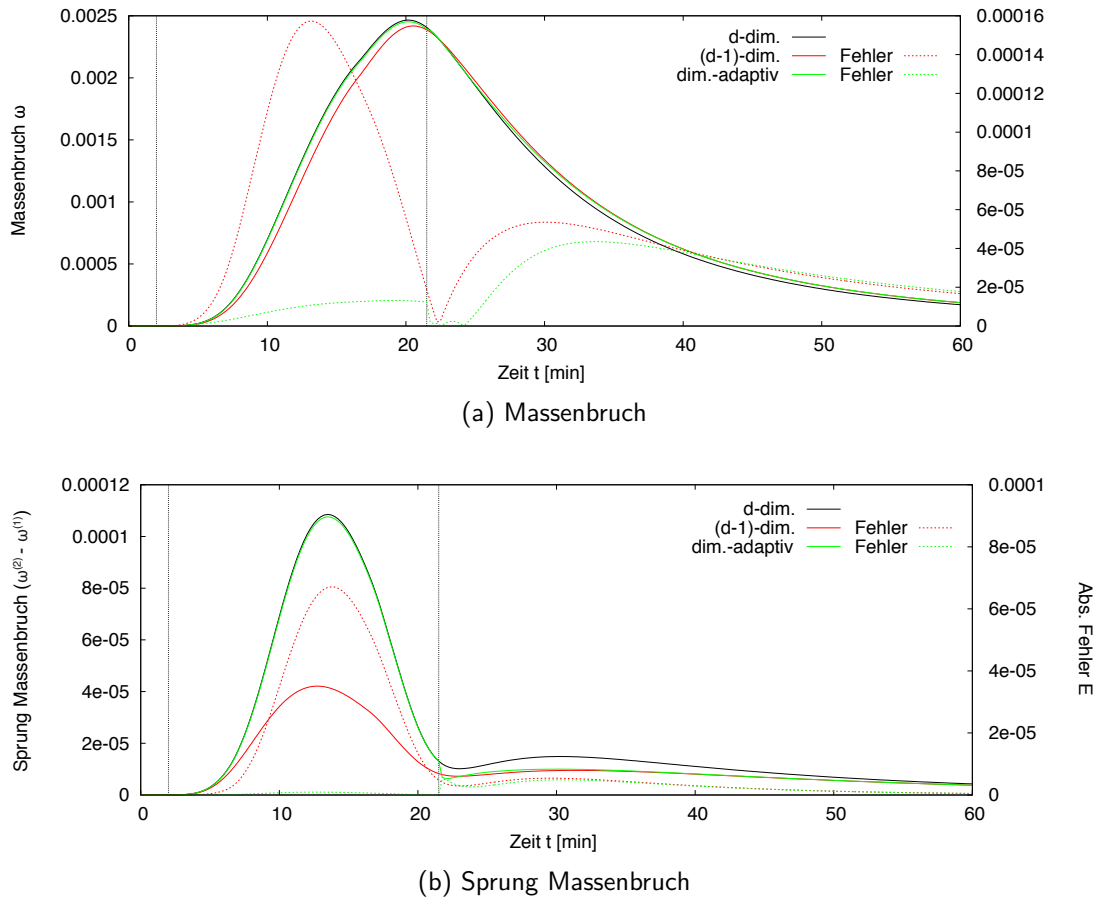 0.0025
0.002
0.0015
0.001
0.0005
0
0.00016
0.00014
0.00012
0.0001
8e-05
6e-05
4e-05
2e-05
0
Massenbruch ω
d-dim.
(d-1)-dim. Fehler
dim.-adaptiv Fehler
0 10 20 30 40 50 60
Zeit t [min]
(a) Massenbruch
0.00012
0.0001
8e-05
6e-05
4e-05
2e-05
0
0.0001
8e-05
6e-05
4e-05
2e-05
0
Sprung Massenbruch (ω⁽²⁾ - ω⁽¹⁾)
Abs. Fehler E
d-dim.
(d-1)-dim. Fehler
dim.-adaptiv Fehler
0 10 20 30 40 50 60
Zeit t [min]
(b) Sprung Massenbruch